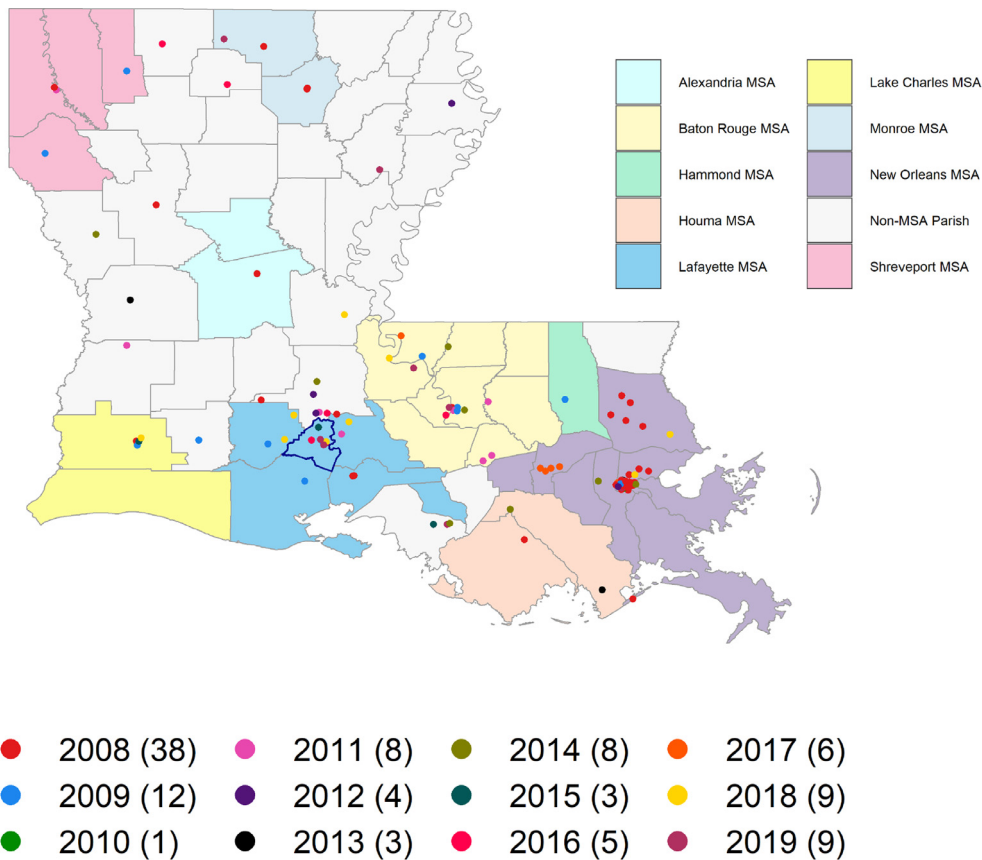 Alexandria MSA
Lake Charles MSA
Baton Rouge MSA
Monroe MSA
Hammond MSA
New Orleans MSA
Houma MSA
Non-MSA Parish
Lafayette MSA
Shreveport MSA
2008 (38)
2011 (8)
2014 (8)
2017 (6)
2009 (12)
2012 (4)
2015 (3)
2018 (9)
2010 (1)
2013 (3)
2016 (5)
2019 (9)